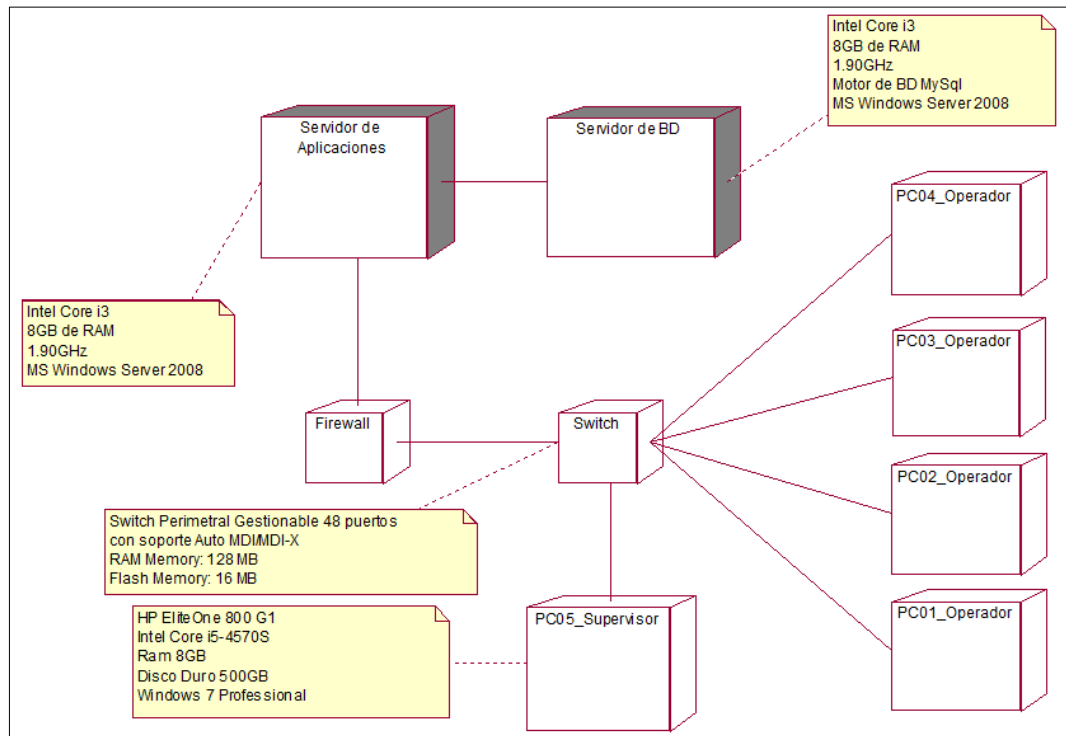 Intel Core i3
8GB de RAM
1.90GHz
Motor de BD MySql
MS Windows Server 2008
Servidor de
Aplicaciones
Servidor de BD
PC04_Operador
Intel Core i3
8GB de RAM
1.90GHz
MS Windows Server 2008
PC03_Operador
Firewall
Switch
PC02_Operador
Switch Perimetral Gestionable 48 puertos
con soporte Auto MDI/MDI-X
RAM Memory: 128 MB
Flash Memory: 16 MB
HP EliteOne 800 G1
Intel Core i5-4570S
Ram 8GB
Disco Duro 500GB
Windows 7 Professional
PC05_Supervisor
PC01_Operador